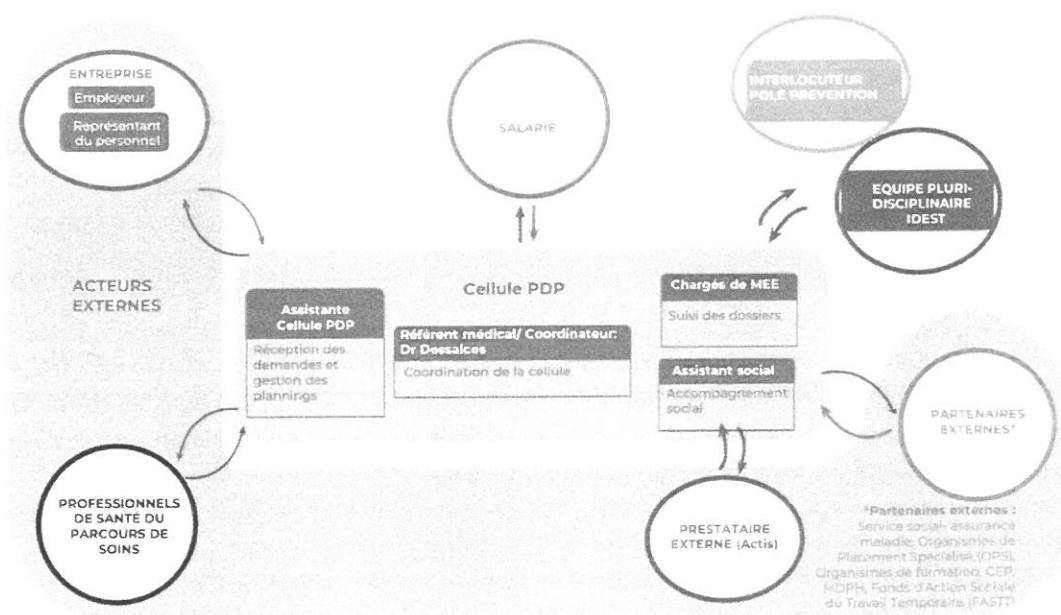 ENTREPRISE
Employeur
Représentant
du personnel
SALARIE
INTERLOCUTEUR
POLE PREVENTION
EQUIPE PLURI-
DISCIPLINAIRE
IDEST
ACTEURS
EXTERNES
Cellule PDP
Assistante
Cellule PDP
Réception des
demandes et
gestion des
plannings
Référent médical/ Coordinateur:
Dr Dessalces
Coordination de la cellule
Chargés de MEE
Suivi des dossiers
Assistant social
Accompagnement
social
PARTENAIRES
EXTERNES*
PROFESSIONNELS
DE SANTÉ DU
PARCOURS DE
SOINS
PRESTATAIRE
EXTERNE (Actis)
*Partenaires externes :
Service social- assurance
maladie, Organismes de
Placement Spécialisé (OPS),
Organismes de formation, CEP,
MDPH, Fonds d'Action Sociale
du Travail Temporaire (FASTT)